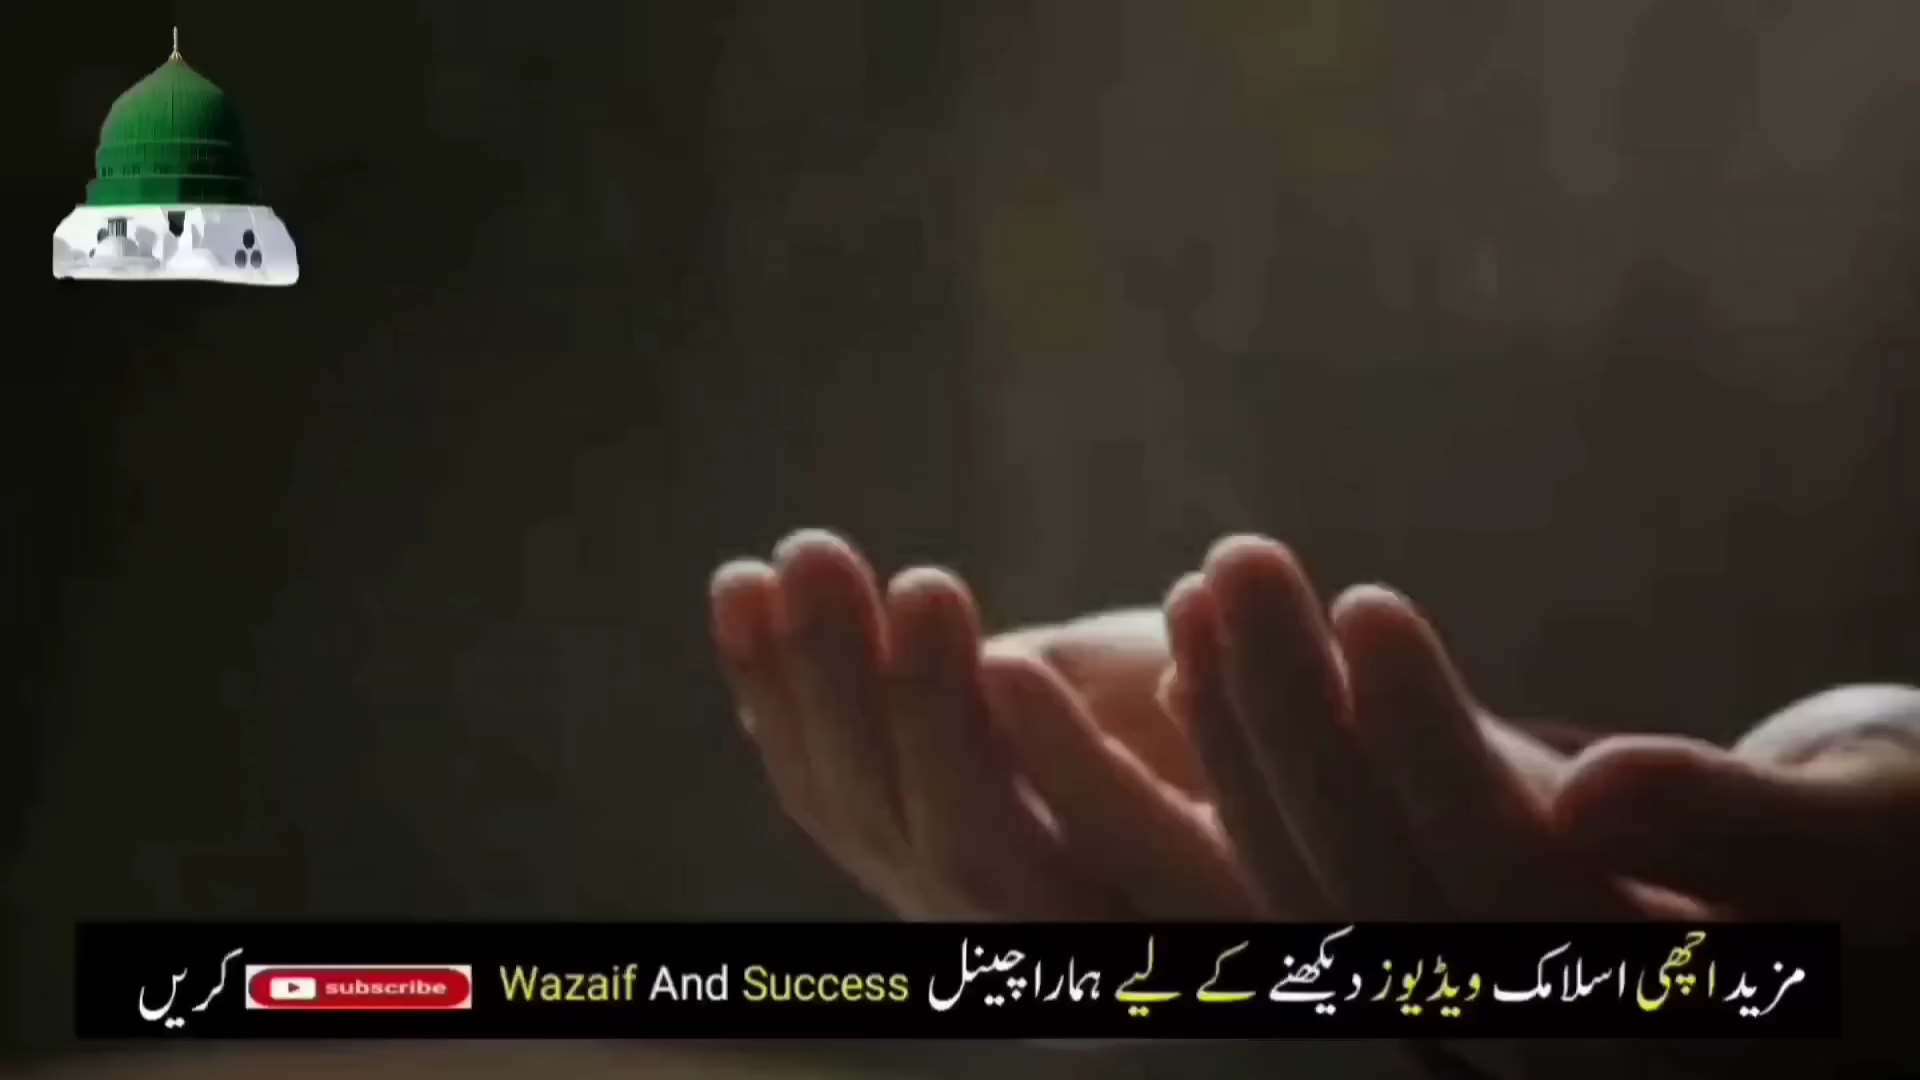 مزید اچھی اسلامک ویڈیوز دیکھنے کے لیے ہمارا چینل Wazaif And Success subscribe کریں